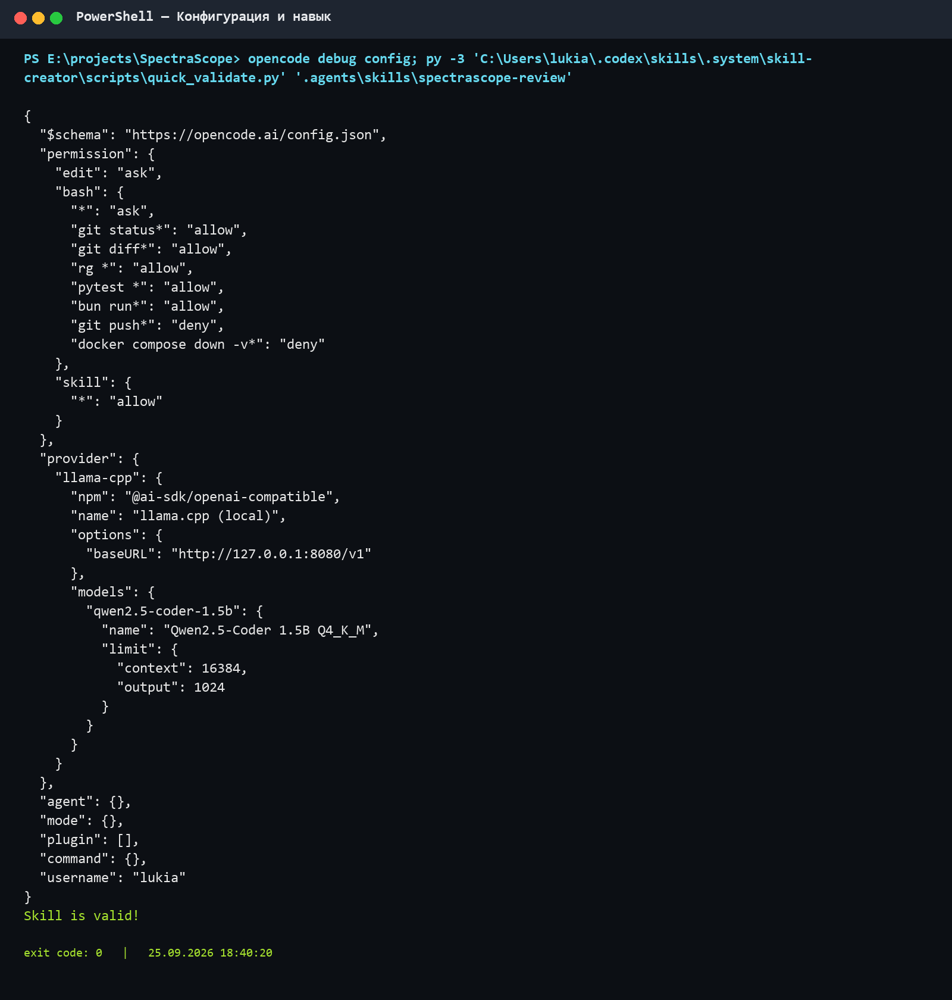 PowerShell — Конфигурация и навык
PS E:\projects\SpectraScope> opencode debug config; py -3 'C:\Users\lukia\.codex\skills\.system\skill-
creator\scripts\quick_validate.py' '.agents\skills\spectrascope-review'
{
  "$schema": "https://opencode.ai/config.json",
  "permission": {
    "edit": "ask",
    "bash": {
      "*": "ask",
      "git status*": "allow",
      "git diff*": "allow",
      "rg *": "allow",
      "pytest *": "allow",
      "bun run*": "allow",
      "git push*": "deny",
      "docker compose down -v*": "deny"
    },
    "skill": {
      "*": "allow"
    }
  },
  "provider": {
    "llama-cpp": {
      "npm": "@ai-sdk/openai-compatible",
      "name": "llama.cpp (local)",
      "options": {
        "baseURL": "http://127.0.0.1:8080/v1"
      },
      "models": {
        "qwen2.5-coder-1.5b": {
          "name": "Qwen2.5-Coder 1.5B Q4_K_M",
          "limit": {
            "context": 16384,
            "output": 1024
          }
        }
      }
    }
  },
  "agent": {},
  "mode": {},
  "plugin": [],
  "command": {},
  "username": "lukia"
}
Skill is valid!
exit code: 0   |   25.09.2026 18:40:20